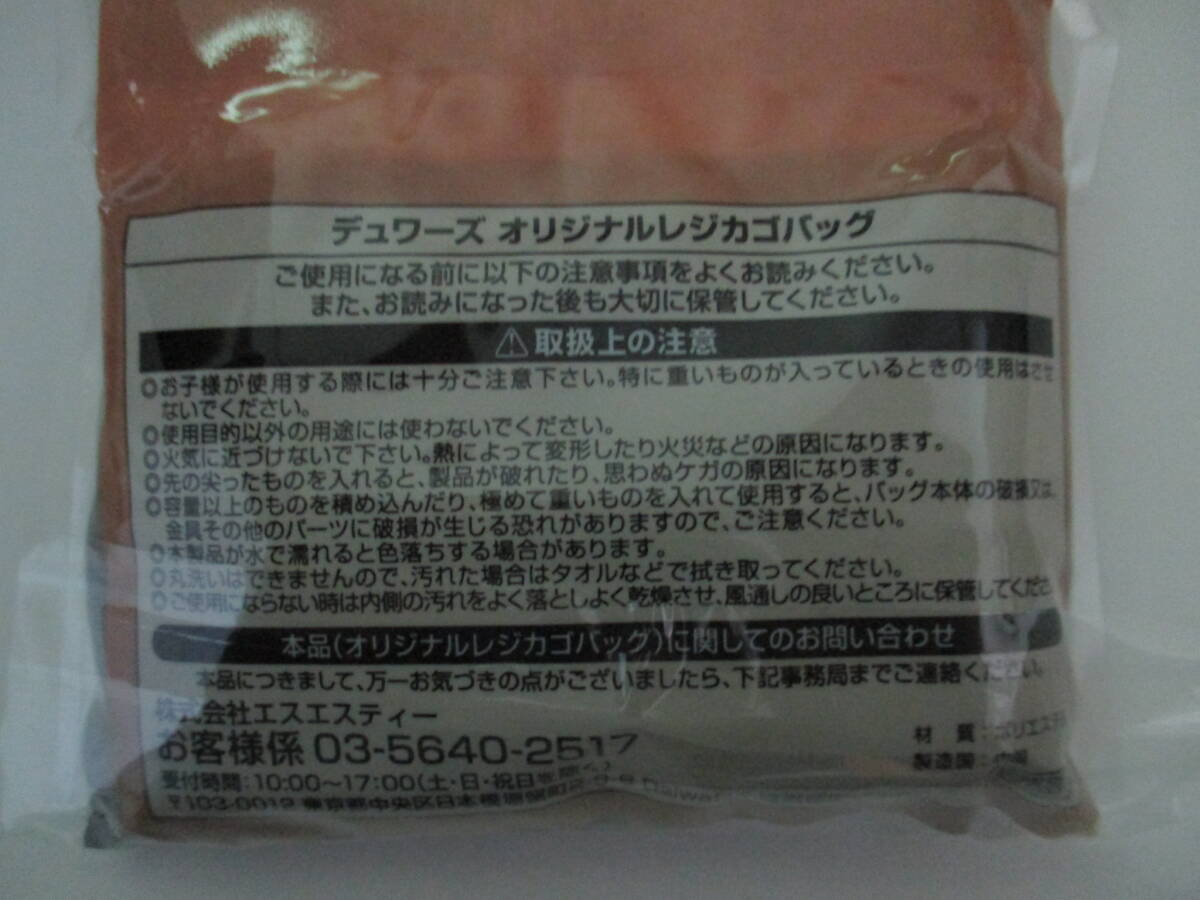 デュワーズ オリジナルレジカゴバッグ
ご使用になる前に以下の注意事項をよくお読みください。
また、お読みになった後も大切に保管してください。
⚠取扱上の注意
◎お子様が使用する際には十分ご注意下さい。特に重いものが入っているときの使用はさせ
ないでください。
◎使用目的以外の用途には使わないでください。
◎火気に近づけないで下さい。熱によって変形したり火災などの原因になります。
◎先の尖ったものを入れると、製品が破れたり、思わぬケガの原因になります。
◎容量以上のものを積め込んだり、極めて重いものを入れて使用すると、バッグ本体の破損又は、
金具その他のパーツに破損が生じる恐れがありますので、ご注意ください。
◎本製品が水で濡れると色落ちする場合があります。
◎丸洗いはできませんので、汚れた場合はタオルなどで拭き取ってください。
◎ご使用にならない時は内側の汚れをよく落としよく乾燥させ、風通しの良いところに保管してくださ
本品(オリジナルレジカゴバッグ)に関してのお問い合わせ
本品につきまして、万一お気づきの点がございましたら、下記事務局までご連絡ください。
株式会社エスエスティー
お客様係 03-5640-2517
受付時間:10:00〜17:00(土・日・祝日を除く)
〒103-0012 東京都中央区日本橋堀留町
材 質:ポリエステ
製造国:中国